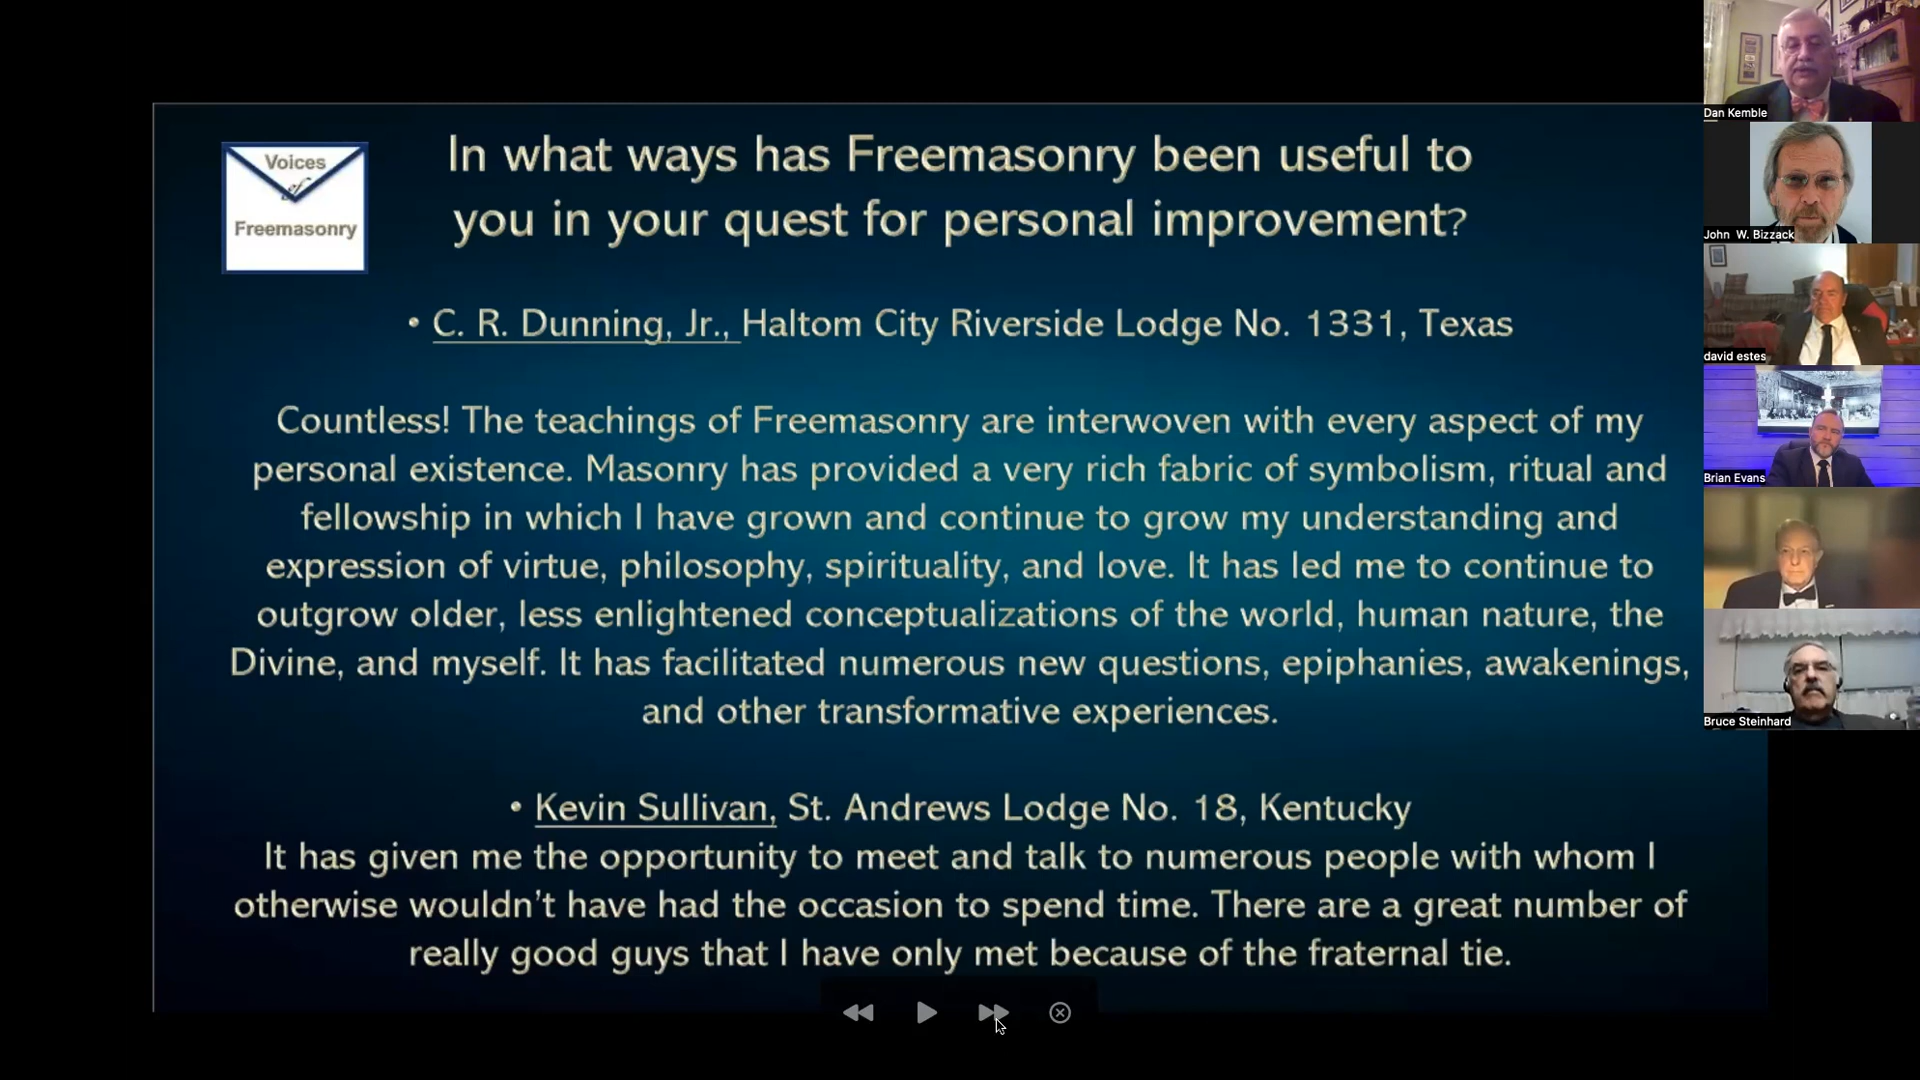 Voices
of
Freemasonry
In what ways has Freemasonry been useful to
you in your quest for personal improvement?
• C. R. Dunning, Jr., Haltom City Riverside Lodge No. 1331, Texas
Countless! The teachings of Freemasonry are interwoven with every aspect of my
personal existence. Masonry has provided a very rich fabric of symbolism, ritual and
fellowship in which I have grown and continue to grow my understanding and
expression of virtue, philosophy, spirituality, and love. It has led me to continue to
outgrow older, less enlightened conceptualizations of the world, human nature, the
Divine, and myself. It has facilitated numerous new questions, epiphanies, awakenings,
and other transformative experiences.
• Kevin Sullivan, St. Andrews Lodge No. 18, Kentucky
It has given me the opportunity to meet and talk to numerous people with whom I
otherwise wouldn’t have had the occasion to spend time. There are a great number of
really good guys that I have only met because of the fraternal tie.
Dan Kemble
John W. Bizzack
david estes
Brian Evans
Bruce Steinhard